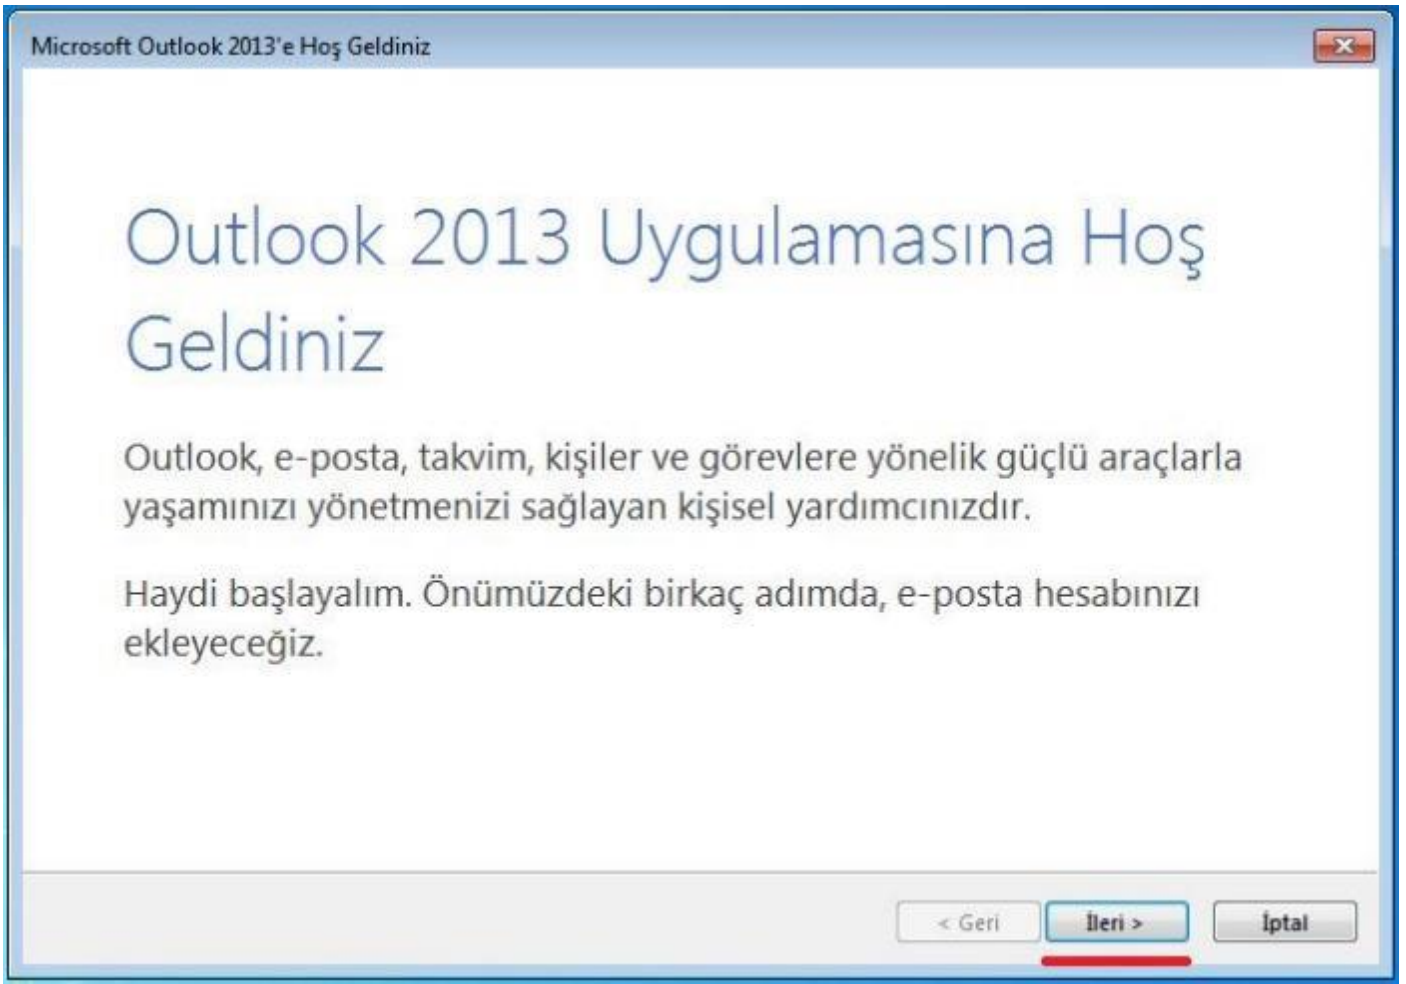 Microsoft Outlook 2013'e Hoş Geldiniz
Outlook 2013 Uygulamasına Hoş
Geldiniz
Outlook, e-posta, takvim, kişiler ve görevlere yönelik güçlü araçlarla
yaşamınızı yönetmenizi sağlayan kişisel yardımcınızdır.
Haydi başlayalım. Önümüzdeki birkaç adımda, e-posta hesabınızı
ekleyeceğiz.
< Geri İleri > İptal